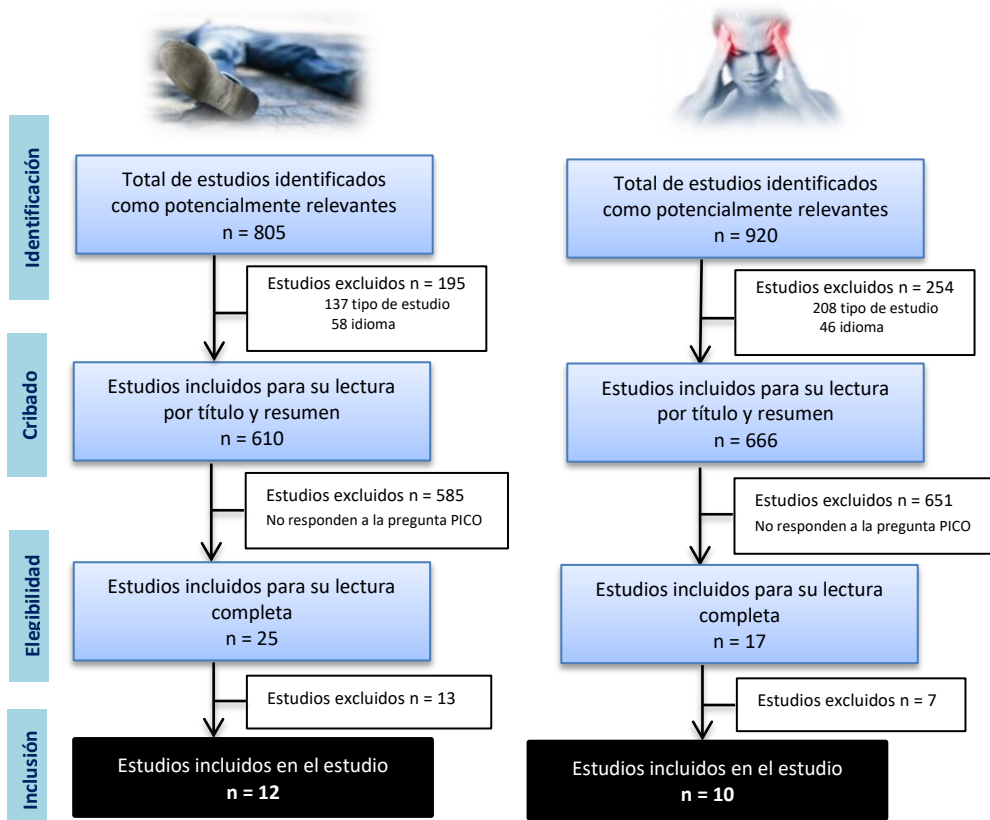 Identificación
Total de estudios identificados
como potencialmente relevantes
n = 805
Estudios excluidos n = 195
137 tipo de estudio
58 idioma
Total de estudios identificados
como potencialmente relevantes
n = 920
Estudios excluidos n = 254
208 tipo de estudio
46 idioma
Cribado
Estudios incluidos para su lectura
por título y resumen
n = 610
Estudios excluidos n = 585
No responden a la pregunta PICO
Estudios incluidos para su lectura
por título y resumen
n = 666
Estudios excluidos n = 651
No responden a la pregunta PICO
Elegibilidad
Estudios incluidos para su lectura
completa
n = 25
Estudios excluidos n = 13
Estudios incluidos para su lectura
completa
n = 17
Estudios excluidos n = 7
Inclusión
Estudios incluidos en el estudio
n = 12
Estudios incluidos en el estudio
n = 10